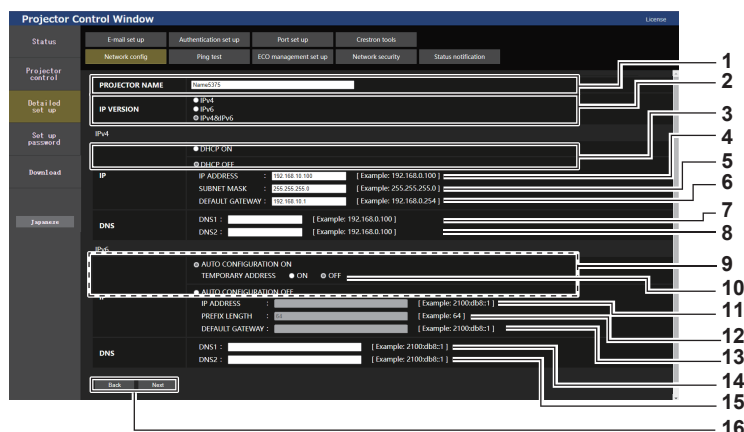 Projector Control Window
License
Status
E-mail set up
Authentication set up
Port set up
Crestron tools
Network config
Ping test
ECO management set up
Network security
Status notification
Projector control
Detailed set up
Set up password
Download
Japanese
PROJECTOR NAME
Name5375
1
IP VERSION
IPv4
IPv6
IPv4&IPv6
2
IPv4
DHCP ON
DHCP OFF
3
IP
IP ADDRESS : 192.168.10.100 [ Example: 192.168.0.100 ]
4
SUBNET MASK : 255.255.255.0 [ Example: 255.255.255.0 ]
5
DEFAULT GATEWAY : 192.168.10.1 [ Example: 192.168.0.254 ]
6
DNS
DNS1 : [ Example: 192.168.0.100 ]
7
DNS2 : [ Example: 192.168.0.100 ]
8
IPv6
AUTO CONFIGURATION ON
9
TEMPORARY ADDRESS ON OFF
10
AUTO CONFIGURATION OFF
IP
IP ADDRESS : [ Example: 2100:db8::1 ]
11
PREFIX LENGTH : 64 [ Example: 64 ]
12
DEFAULT GATEWAY : [ Example: 2100:db8::1 ]
13
DNS
DNS1 : [ Example: 2100:db8::1 ]
14
DNS2 : [ Example: 2100:db8::1 ]
15
Back Next
16